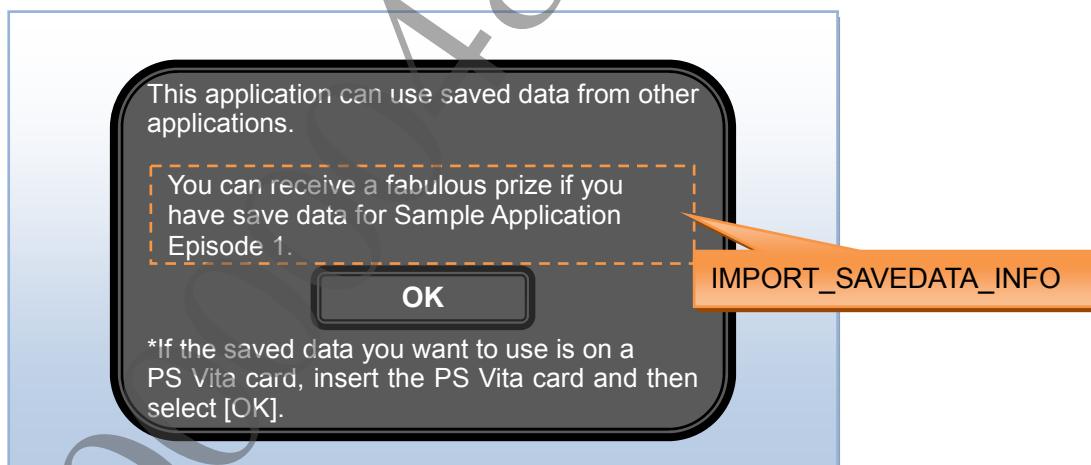 This application can use saved data from other
applications.
You can receive a fabulous prize if you
have save data for Sample Application
Episode 1.
IMPORT_SAVEDATA_INFO
OK
*If the saved data you want to use is on a
PS Vita card, insert the PS Vita card and then
select [OK].